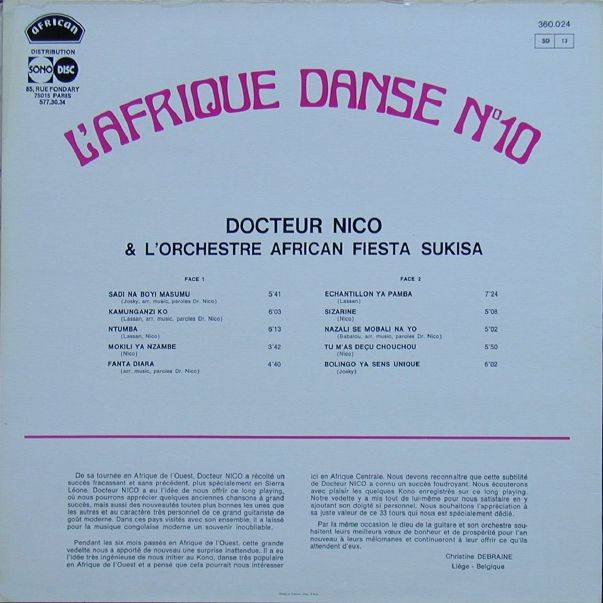 AFRICAN
360.024
DISTRIBUTION
SONO DISC
SD 13
85, RUE FONDARY
75015 PARIS
577.30.34
L'AFRIQUE DANSE N°10
DOCTEUR NICO
& L'ORCHESTRE AFRICAN FIESTA SUKISA
FACE 1
SADI NA BOYI MASUMU 5'41
(Josky, arr. music, paroles Dr. Nico)
KAMUNGANZI KO 6'03
(Lassan, arr. music, paroles Dr. Nico)
NTUMBA 6'13
(Lassan, Nico)
MOKILI YA NZAMBE 3'42
(Nico)
FANTA DIARA 4'40
(arr. music, paroles Dr. Nico)
FACE 2
ECHANTILLON YA PAMBA 7'24
(Lassan)
SIZARINE 5'08
(Nico)
NAZALI SE MOBALI NA YO 5'02
(Babalou, arr. music, paroles Dr. Nico)
TU M'AS DEÇU CHOUCHOU 5'50
(Nico)
BOLINGO YA SENS UNIQUE 6'02
(Josky)
De sa tournée en Afrique de l'Ouest, Docteur NICO a récolté un
succès fracassant et sans précédent, plus spécialement en Sierra
Léone. Docteur NICO a eu l'idée de nous offrir ce long playing,
où nous pourrons apprécier quelques anciennes chansons à grand
succès, mais aussi des nouveautés toutes plus bonnes les unes que
les autres et au caractère très personnel de ce grand guitariste de
goût moderne. Dans ces pays visités avec son ensemble, il a laissé
pour la musique congolaise moderne un souvenir inoubliable.
Pendant les six mois passés en Afrique de l'Ouest, cette grande
vedette nous a apporté de nouveau une surprise inattendue. Il a eu
l'idée très ingénieuse de nous initier au Kono, danse très populaire
en Afrique de l'Ouest et a pensé que cela pourrait nous intéresser
ici en Afrique Centrale. Nous devons reconnaître que cette subtilité
de Docteur NICO a connu un succès foudroyant. Nous écouterons
avec plaisir les quelques Kono enregistrés sur ce long playing.
Notre vedette y a mis tout de lui-même pour nous satisfaire en y
ajoutant son doigté si personnel. Nous souhaitons l'appréciation à
sa juste valeur de ce 33 tours qui nous est spécialement dédié.
Par la même occasion le dieu de la guitare et son orchestre sou-
haitent leurs meilleurs vœux de bonheur et de prospérité pour l'an
nouveau à leurs mélomanes et continueront à leur offrir ce qu'ils
attendent d'eux.
Christine DEBRAINE
Liège - Belgique